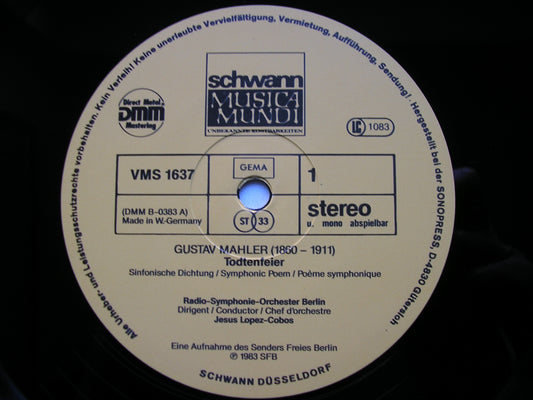 Alle Urheber- und Leistungsschutzrechte vorbehalten. Kein Verleih! Keine unerlaubte Vervielfältigung, Vermietung, Aufführung, Sendung! Hergestellt bei der SONOPRESS, D-4830 Gütersloh
schwann
MUSICA
MUNDI
UNBEKANNTE KOSTBARKEITEN
Direct Metal
DMM
Mastering
LC 1083
VMS 1637
GEMA
1
(DMM B-0383 A)
Made in W.Germany
ST 33
stereo
u. mono abspielbar
GUSTAV MAHLER (1860 – 1911)
Todtenfeier
Sinfonische Dichtung / Symphonic Poem / Poème symphonique
Radio-Symphonie-Orchester Berlin
Dirigent / Conductor / Chef d'orchestre
Jesus Lopez-Cobos
Eine Aufnahme des Senders Freies Berlin
℗ 1983 SFB
SCHWANN DÜSSELDORF